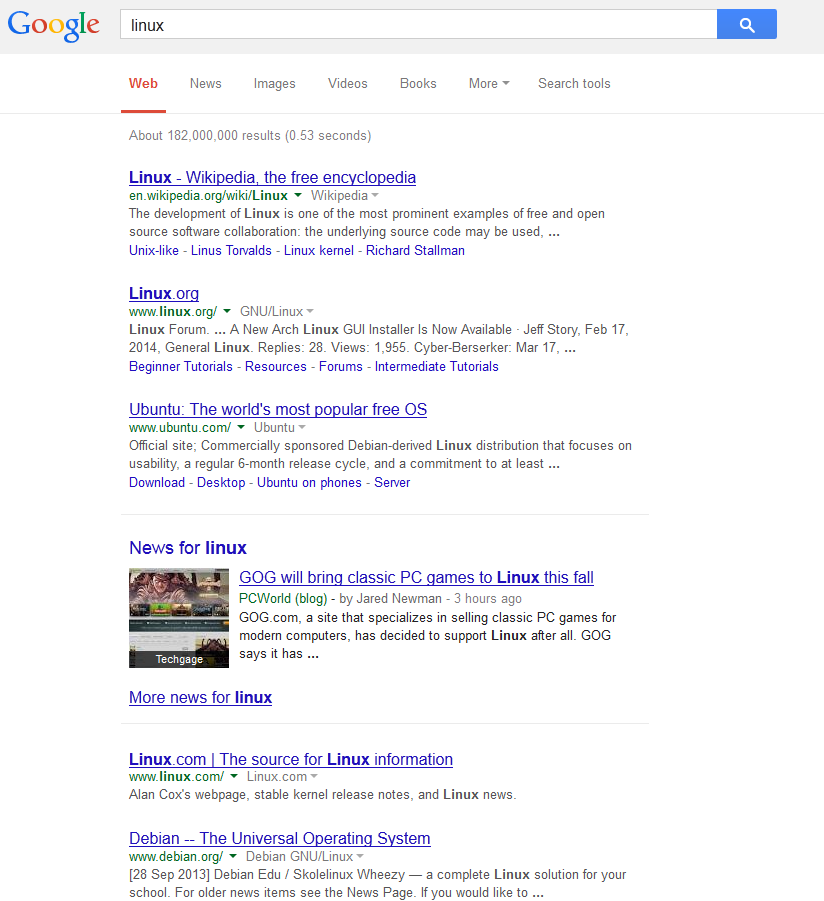 Google
linux
Web News Images Videos Books More Search tools
About 182,000,000 results (0.53 seconds)
Linux - Wikipedia, the free encyclopedia
en.wikipedia.org/wiki/Linux Wikipedia
The development of Linux is one of the most prominent examples of free and open
source software collaboration: the underlying source code may be used, ...
Unix-like - Linus Torvalds - Linux kernel - Richard Stallman
Linux.org
www.linux.org/ GNU/Linux
Linux Forum. ... A New Arch Linux GUI Installer Is Now Available · Jeff Story, Feb 17,
2014, General Linux. Replies: 28. Views: 1,955. Cyber-Berserker: Mar 17, ...
Beginner Tutorials - Resources - Forums - Intermediate Tutorials
Ubuntu: The world's most popular free OS
www.ubuntu.com/ Ubuntu
Official site; Commercially sponsored Debian-derived Linux distribution that focuses on
usability, a regular 6-month release cycle, and a commitment to at least ...
Download - Desktop - Ubuntu on phones - Server
News for linux
GOG will bring classic PC games to Linux this fall
PCWorld (blog) - by Jared Newman - 3 hours ago
GOG.com, a site that specializes in selling classic PC games for
modern computers, has decided to support Linux after all. GOG
says it has ...
Techgage
More news for linux
Linux.com | The source for Linux information
www.linux.com/ Linux.com
Alan Cox's webpage, stable kernel release notes, and Linux news.
Debian -- The Universal Operating System
www.debian.org/ Debian GNU/Linux
[28 Sep 2013] Debian Edu / Skolelinux Wheezy — a complete Linux solution for your
school. For older news items see the News Page. If you would like to ...